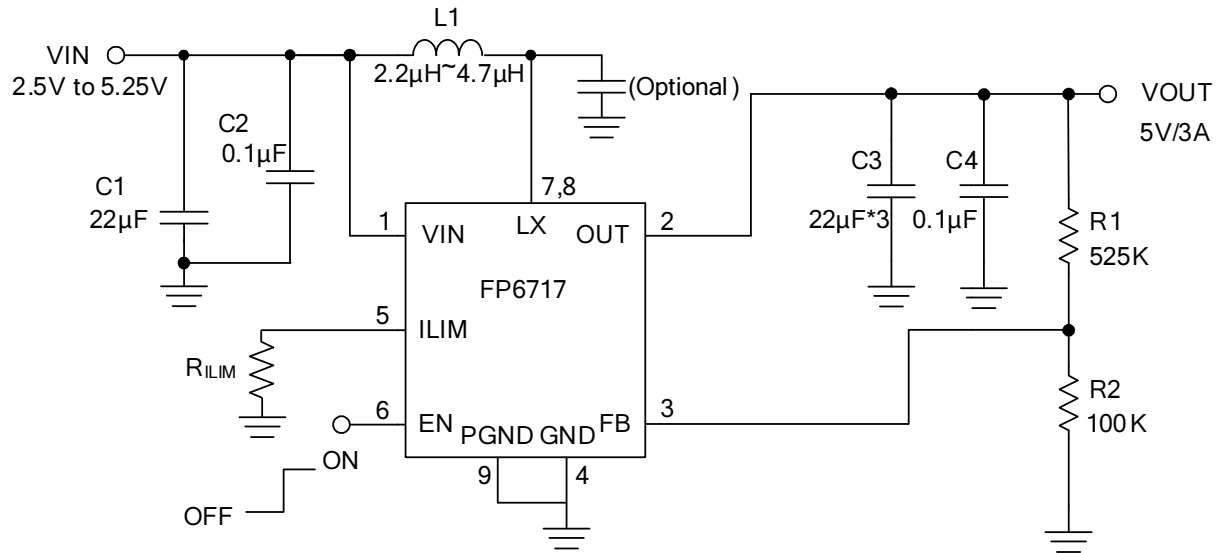 L1
VIN
2.5V to 5.25V
2.2µH~4.7µH
(Optional)
VOUT
5V/3A
C2
0.1µF
C1
22µF
C3
22µF*3
C4
0.1µF
R1
525K
7,8
1
VIN
LX
OUT
2
FP6717
5
ILIM
RILIM
6
EN
PGND
GND
FB
3
R2
100K
9
4
ON
OFF